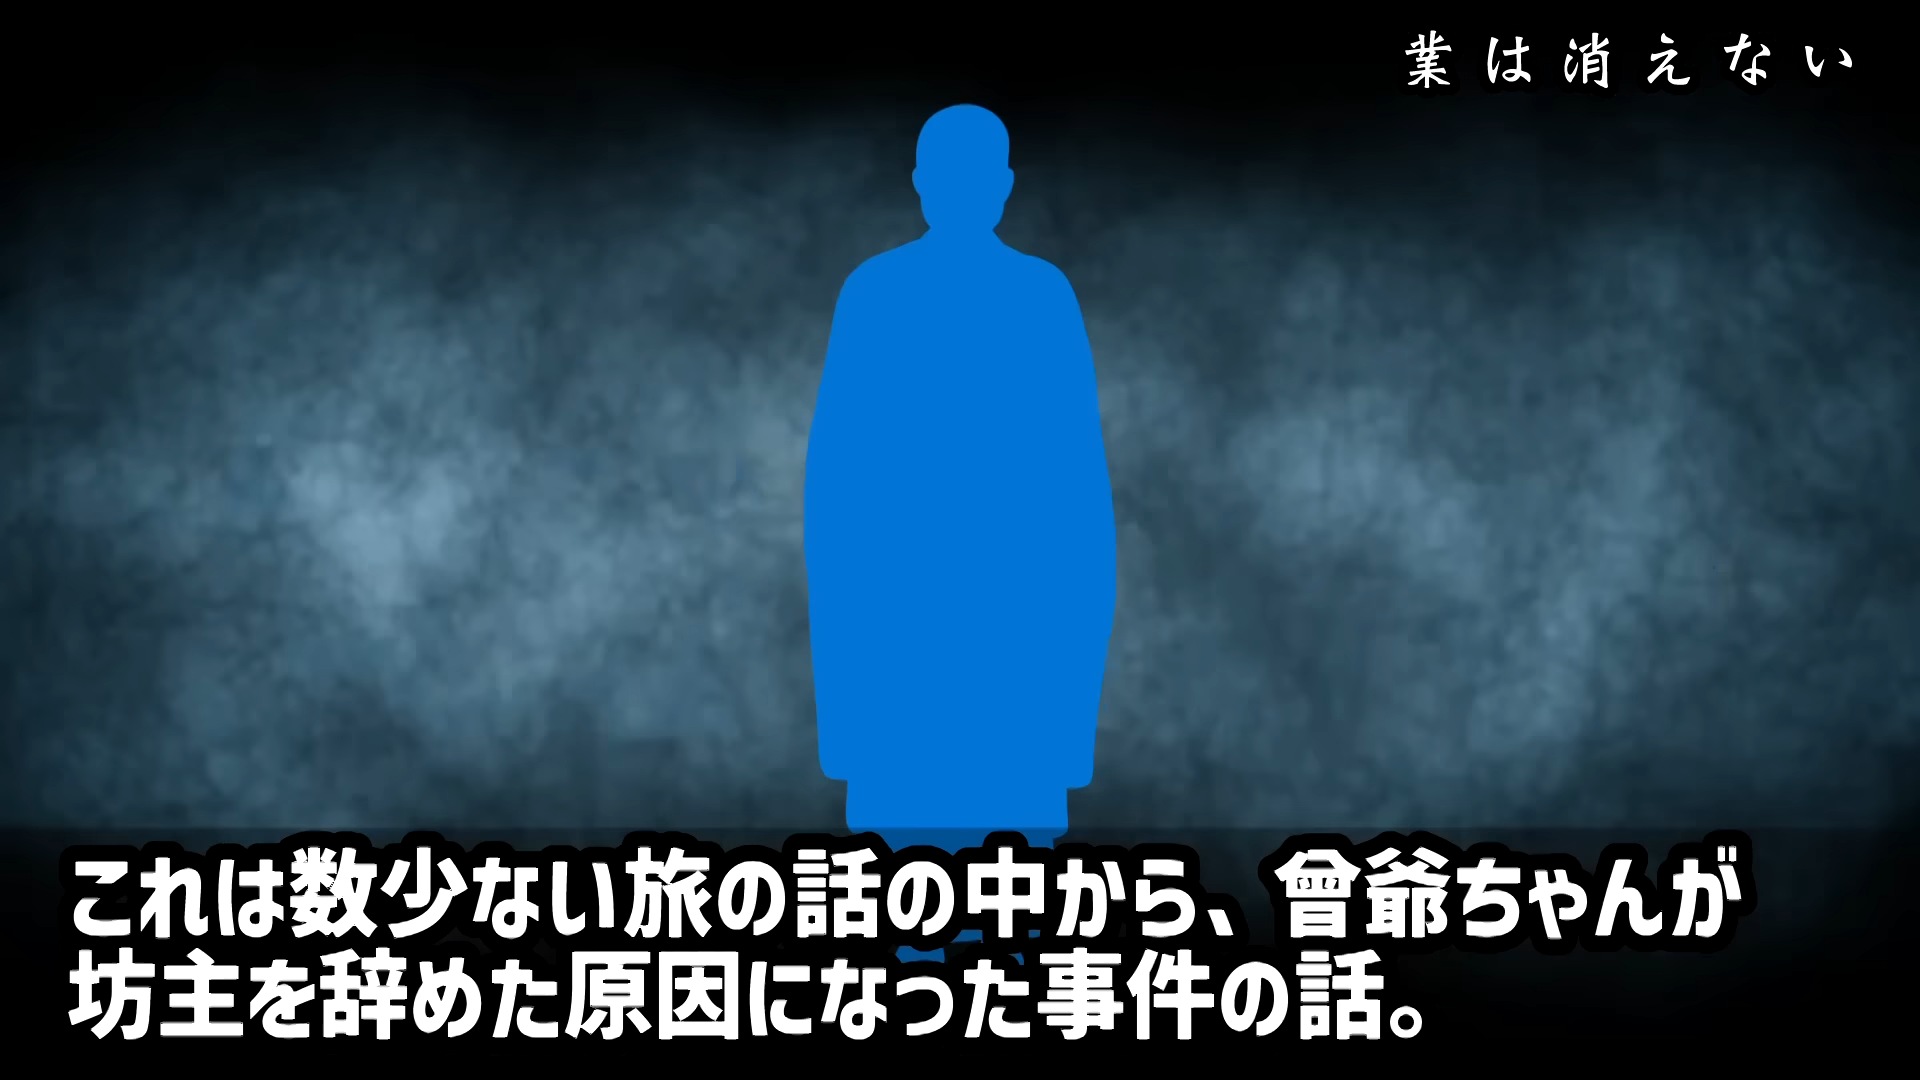 業は消えない
これは数少ない旅の話の中から、曾爺ちゃんが
坊主を辞めた原因になった事件の話。